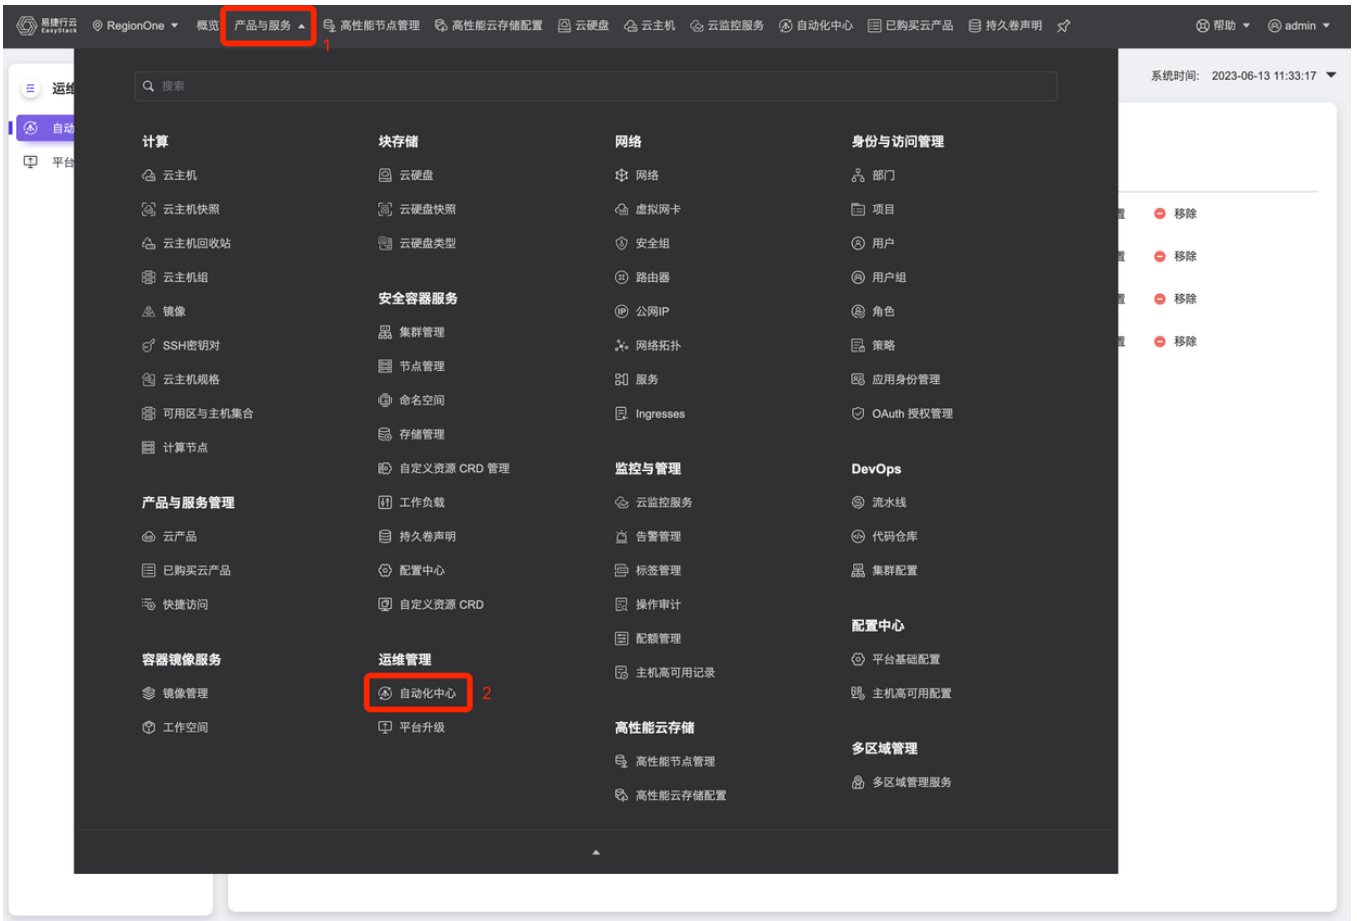 易捷行云 EasyStack RegionOne 概览 产品与服务 高性能节点管理 高性能云存储配置 云硬盘 云主机 云监控服务 自动化中心 已购买云产品 持久卷声明 帮助 admin
1
系统时间: 2023-06-13 11:33:17
运维
自动
平台
搜索
计算
云主机
云主机快照
云主机回收站
云主机组
镜像
SSH密钥对
云主机规格
可用区与主机集合
计算节点
产品与服务管理
云产品
已购买云产品
快捷访问
容器镜像服务
镜像管理
工作空间
块存储
云硬盘
云硬盘快照
云硬盘类型
安全容器服务
集群管理
节点管理
命名空间
存储管理
自定义资源 CRD 管理
工作负载
持久卷声明
配置中心
自定义资源 CRD
运维管理
自动化中心 2
平台升级
网络
网络
虚拟网卡
安全组
路由器
公网IP
网络拓扑
服务
Ingresses
监控与管理
云监控服务
告警管理
标签管理
操作审计
配额管理
主机高可用记录
高性能云存储
高性能节点管理
高性能云存储配置
身份与访问管理
部门
项目
用户
用户组
角色
策略
应用身份管理
OAuth 授权管理
DevOps
流水线
代码仓库
集群配置
配置中心
平台基础配置
主机高可用配置
多区域管理
多区域管理服务
置 移除
置 移除
置 移除
置 移除